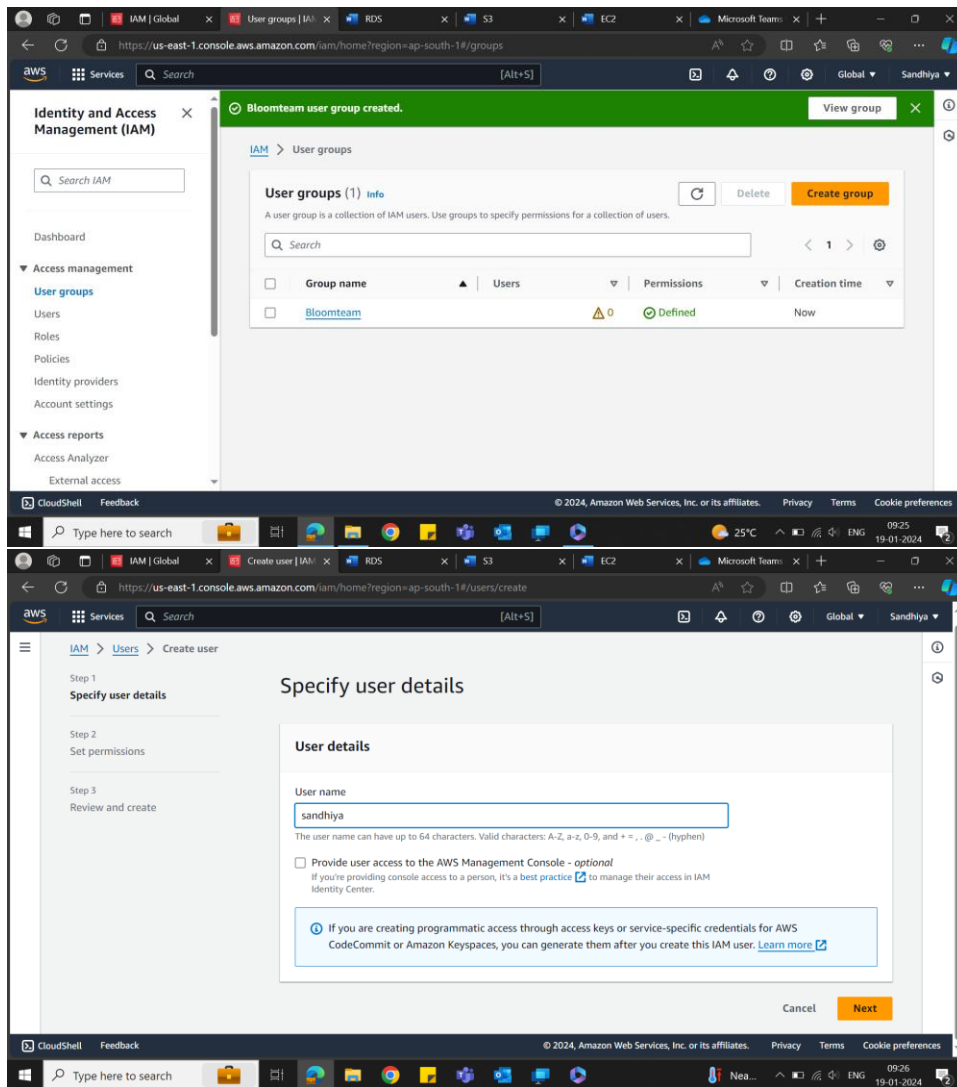 IAM | Global
User groups | IAM
RDS
S3
EC2
Microsoft Teams
https://us-east-1.console.aws.amazon.com/iam/home?region=ap-south-1#/groups
aws Services Search [Alt+S] Global Sandhiya
Identity and Access
Management (IAM)
Search IAM
Dashboard
Access management
User groups
Users
Roles
Policies
Identity providers
Account settings
Access reports
Access Analyzer
External access
Bloomteam user group created. View group
IAM > User groups
User groups (1) Info Delete Create group
A user group is a collection of IAM users. Use groups to specify permissions for a collection of users.
Search < 1 >
Group name Users Permissions Creation time
Bloomteam 0 Defined Now
CloudShell Feedback © 2024, Amazon Web Services, Inc. or its affiliates. Privacy Terms Cookie preferences
Type here to search 25°C ENG 09:25
19-01-2024
2
IAM | Global
Create user | IAM
RDS
S3
EC2
Microsoft Teams
https://us-east-1.console.aws.amazon.com/iam/home?region=ap-south-1#/users/create
aws Services Search [Alt+S] Global Sandhiya
IAM > Users > Create user
Step 1
Specify user details
Step 2
Set permissions
Step 3
Review and create
Specify user details
User details
User name
sandhiya
The user name can have up to 64 characters. Valid characters: A-Z, a-z, 0-9, and + = , . @ _ - (hyphen)
Provide user access to the AWS Management Console - optional
If you're providing console access to a person, it's a best practice to manage their access in IAM
Identity Center.
If you are creating programmatic access through access keys or service-specific credentials for AWS
CodeCommit or Amazon Keyspaces, you can generate them after you create this IAM user. Learn more
Cancel Next
CloudShell Feedback © 2024, Amazon Web Services, Inc. or its affiliates. Privacy Terms Cookie preferences
Type here to search Nea... ENG 09:26
19-01-2024
2